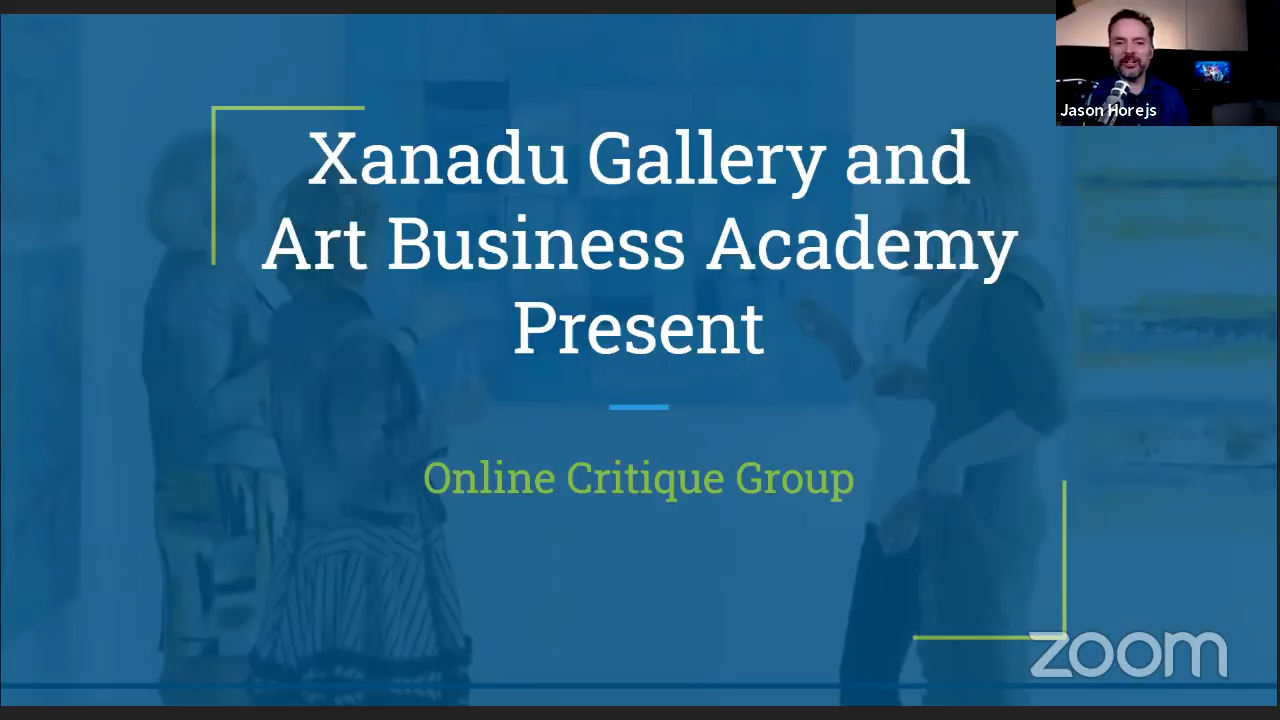 Jason Horejs
Xanadu Gallery and
Art Business Academy
Present
Online Critique Group
zoom